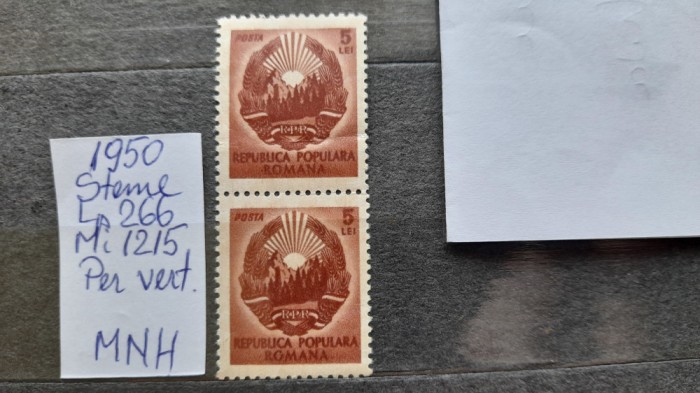 1950
Steme
Lp 266
Mi 1215
Per vert.
MNH
POSTA 5
LEI
RPR
REPUBLICA POPULARA
ROMANA
POSTA 5
LEI
RPR
REPUBLICA POPULARA
ROMANA